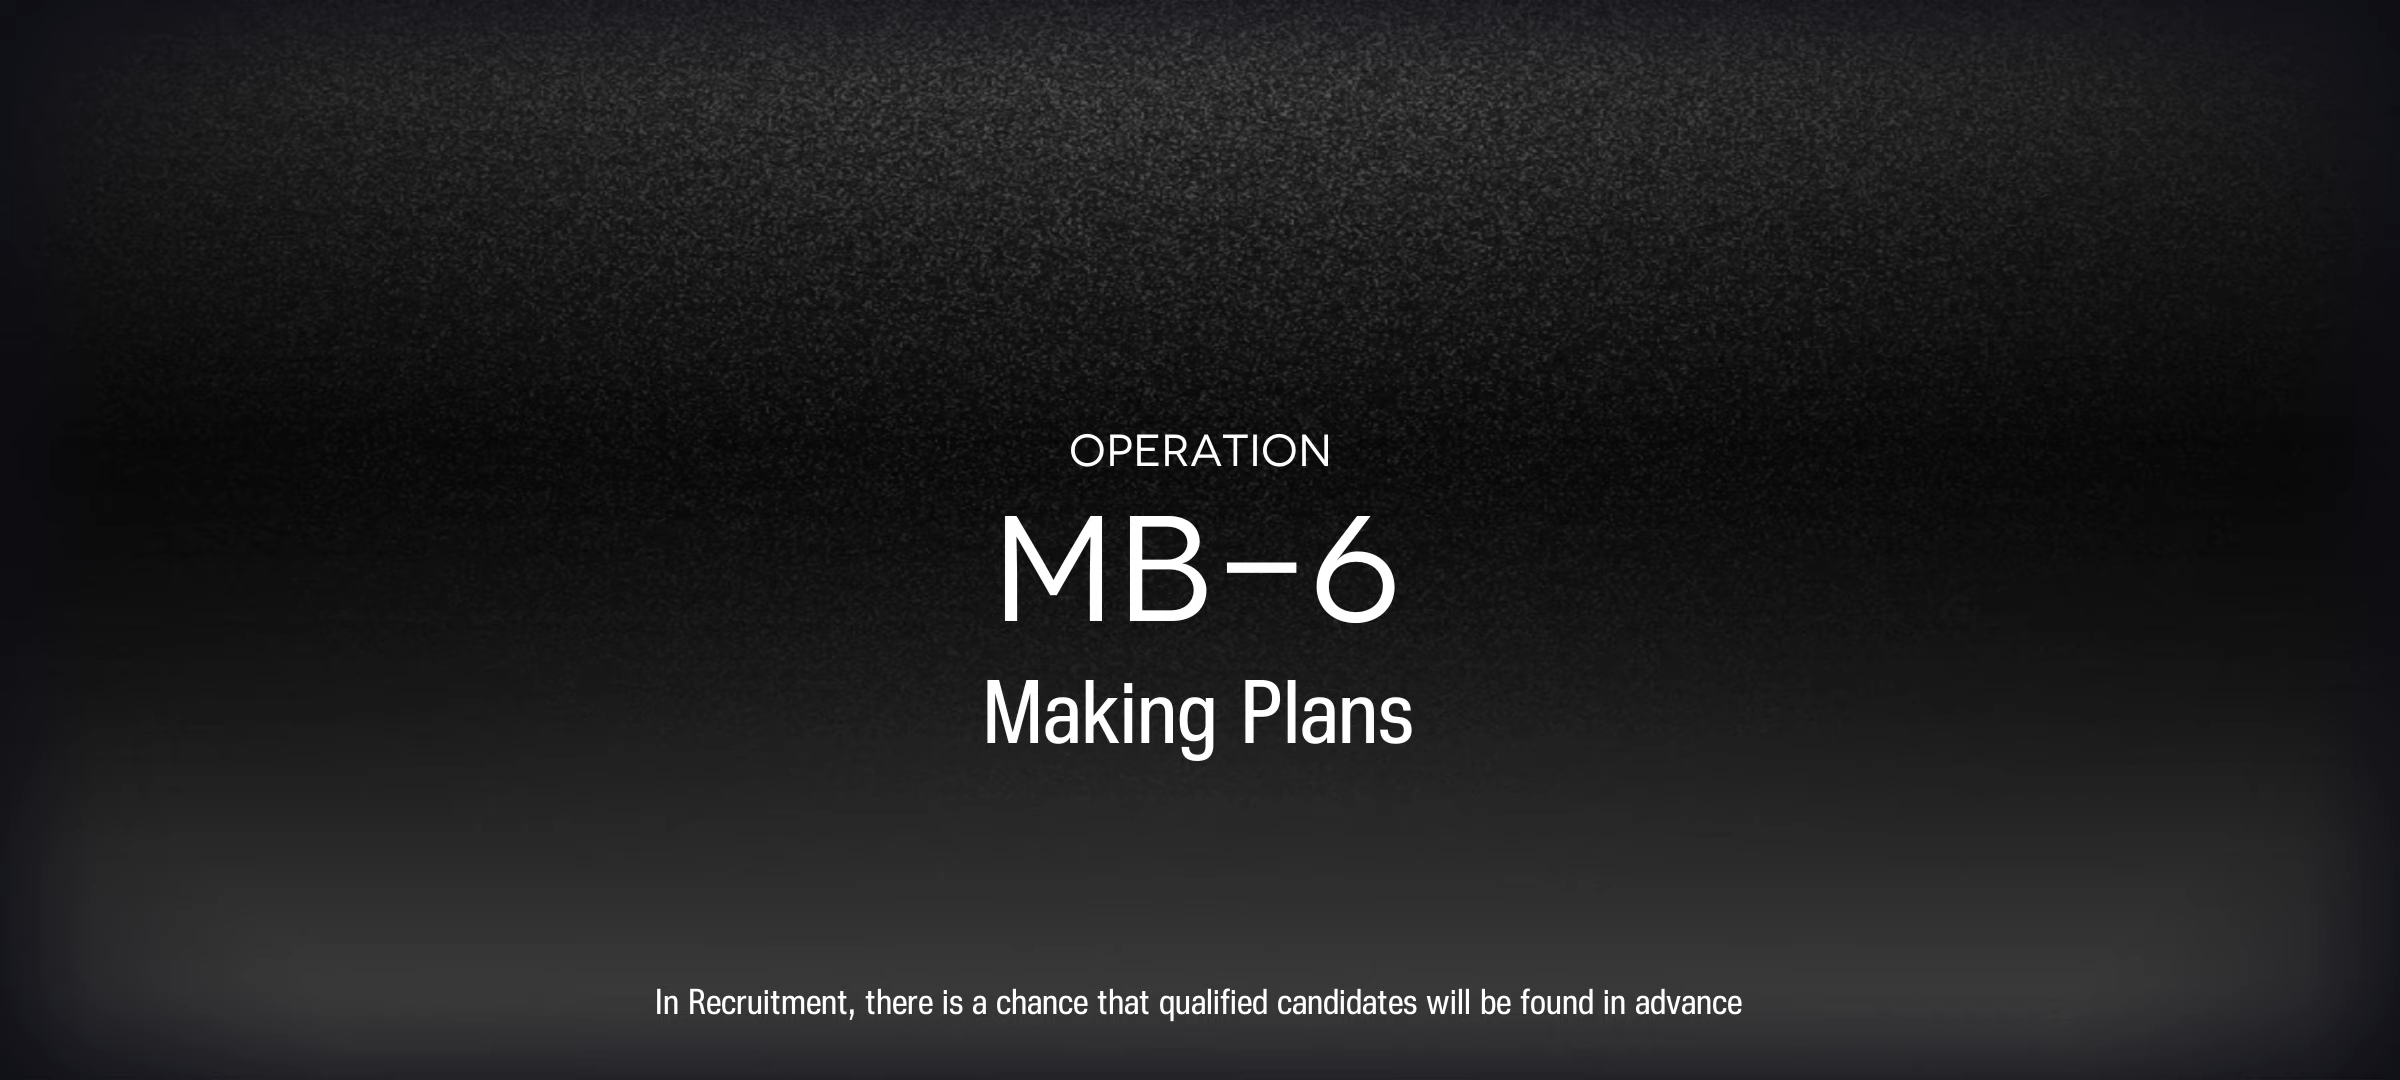 OPERATION
MB-6
Making Plans
In Recruitment, there is a chance that qualified candidates will be found in advance